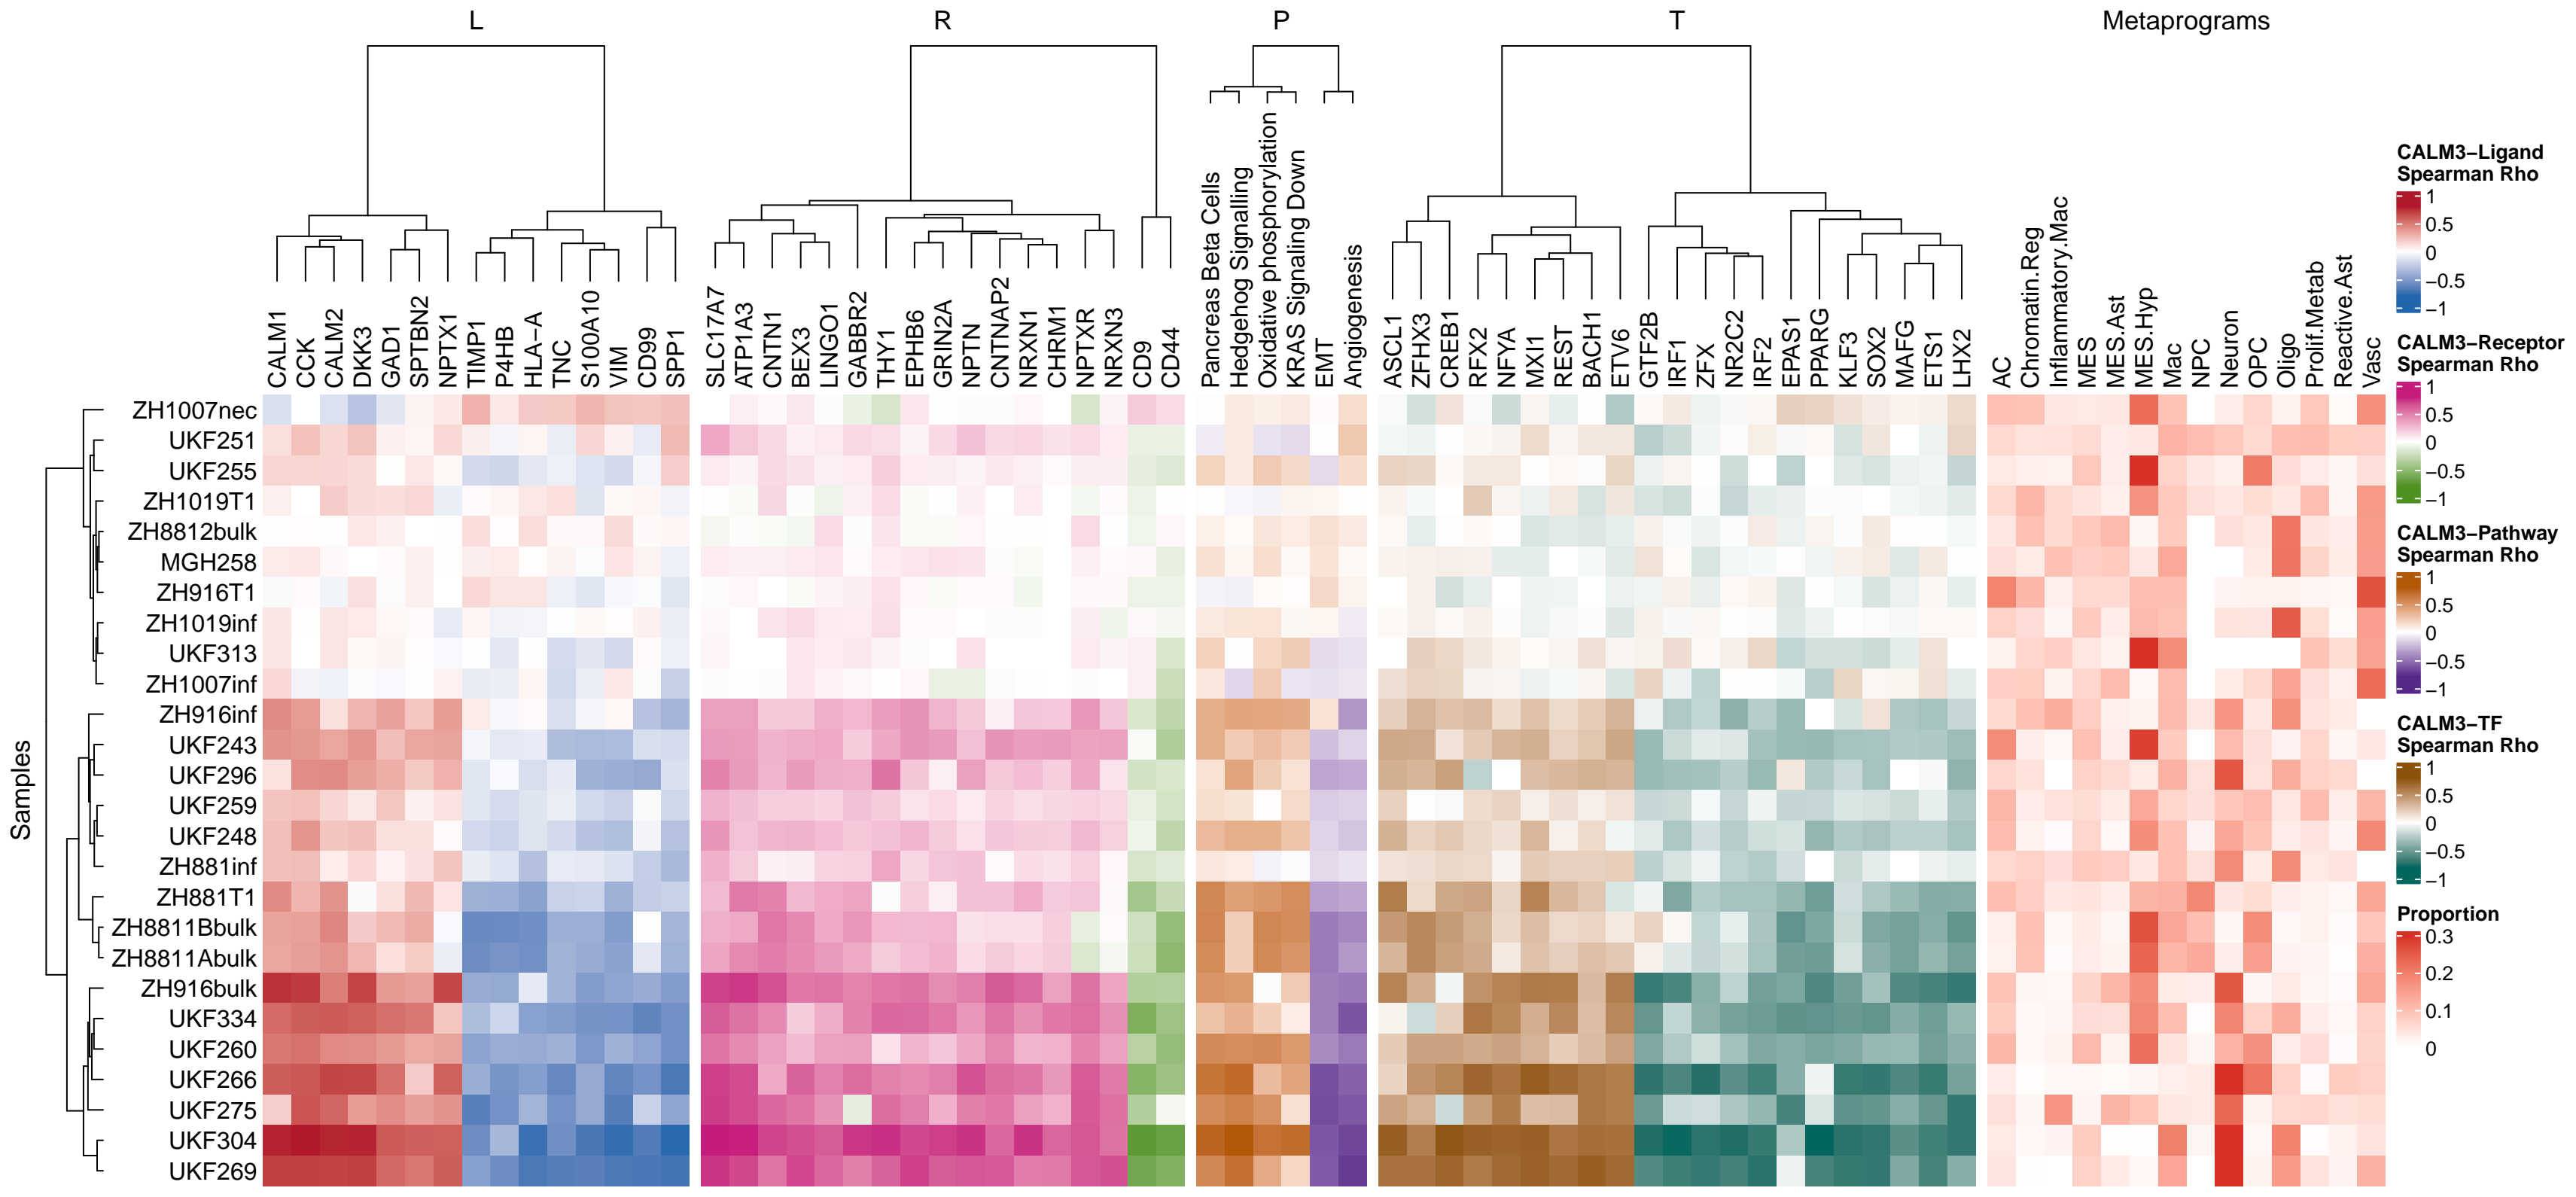 L R P T Metaprograms
CALM1 CCK CALM2 DKK3 GAD1 SPTBN2 NPTX1 TIMP1 P4HB HLA−A TNC S100A10 VIM CD99 SPP1
SLC17A7 ATP1A3 CNTN1 BEX3 LINGO1 GABBR2 THY1 EPHB6 GRIN2A NPTN CNTNAP2 NRXN1 CHRM1 NPTXR NRXN3 CD9 CD44
Pancreas Beta Cells
Hedgehog Signalling
Oxidative phosphorylation
KRAS Signaling Down
EMT
Angiogenesis
ASCL1 ZFHX3 CREB1 RFX2 NFYA MXI1 REST BACH1 ETV6 GTF2B IRF1 ZFX NR2C2 IRF2 EPAS1 PPARG KLF3 SOX2 MAFG ETS1 LHX2
AC Chromatin.Reg Inflammatory.Mac MES MES.Ast MES.Hyp Mac NPC Neuron OPC Oligo Prolif.Metab Reactive.Ast Vasc
Samples
ZH1007nec
UKF251
UKF255
ZH1019T1
ZH8812bulk
MGH258
ZH916T1
ZH1019inf
UKF313
ZH1007inf
ZH916inf
UKF243
UKF296
UKF259
UKF248
ZH881inf
ZH881T1
ZH8811Bbulk
ZH8811Abulk
ZH916bulk
UKF334
UKF260
UKF266
UKF275
UKF304
UKF269
CALM3−Ligand
Spearman Rho
1
0.5
0
−0.5
−1
CALM3−Receptor
Spearman Rho
1
0.5
0
−0.5
−1
CALM3−Pathway
Spearman Rho
1
0.5
0
−0.5
−1
CALM3−TF
Spearman Rho
1
0.5
0
−0.5
−1
Proportion
0.3
0.2
0.1
0